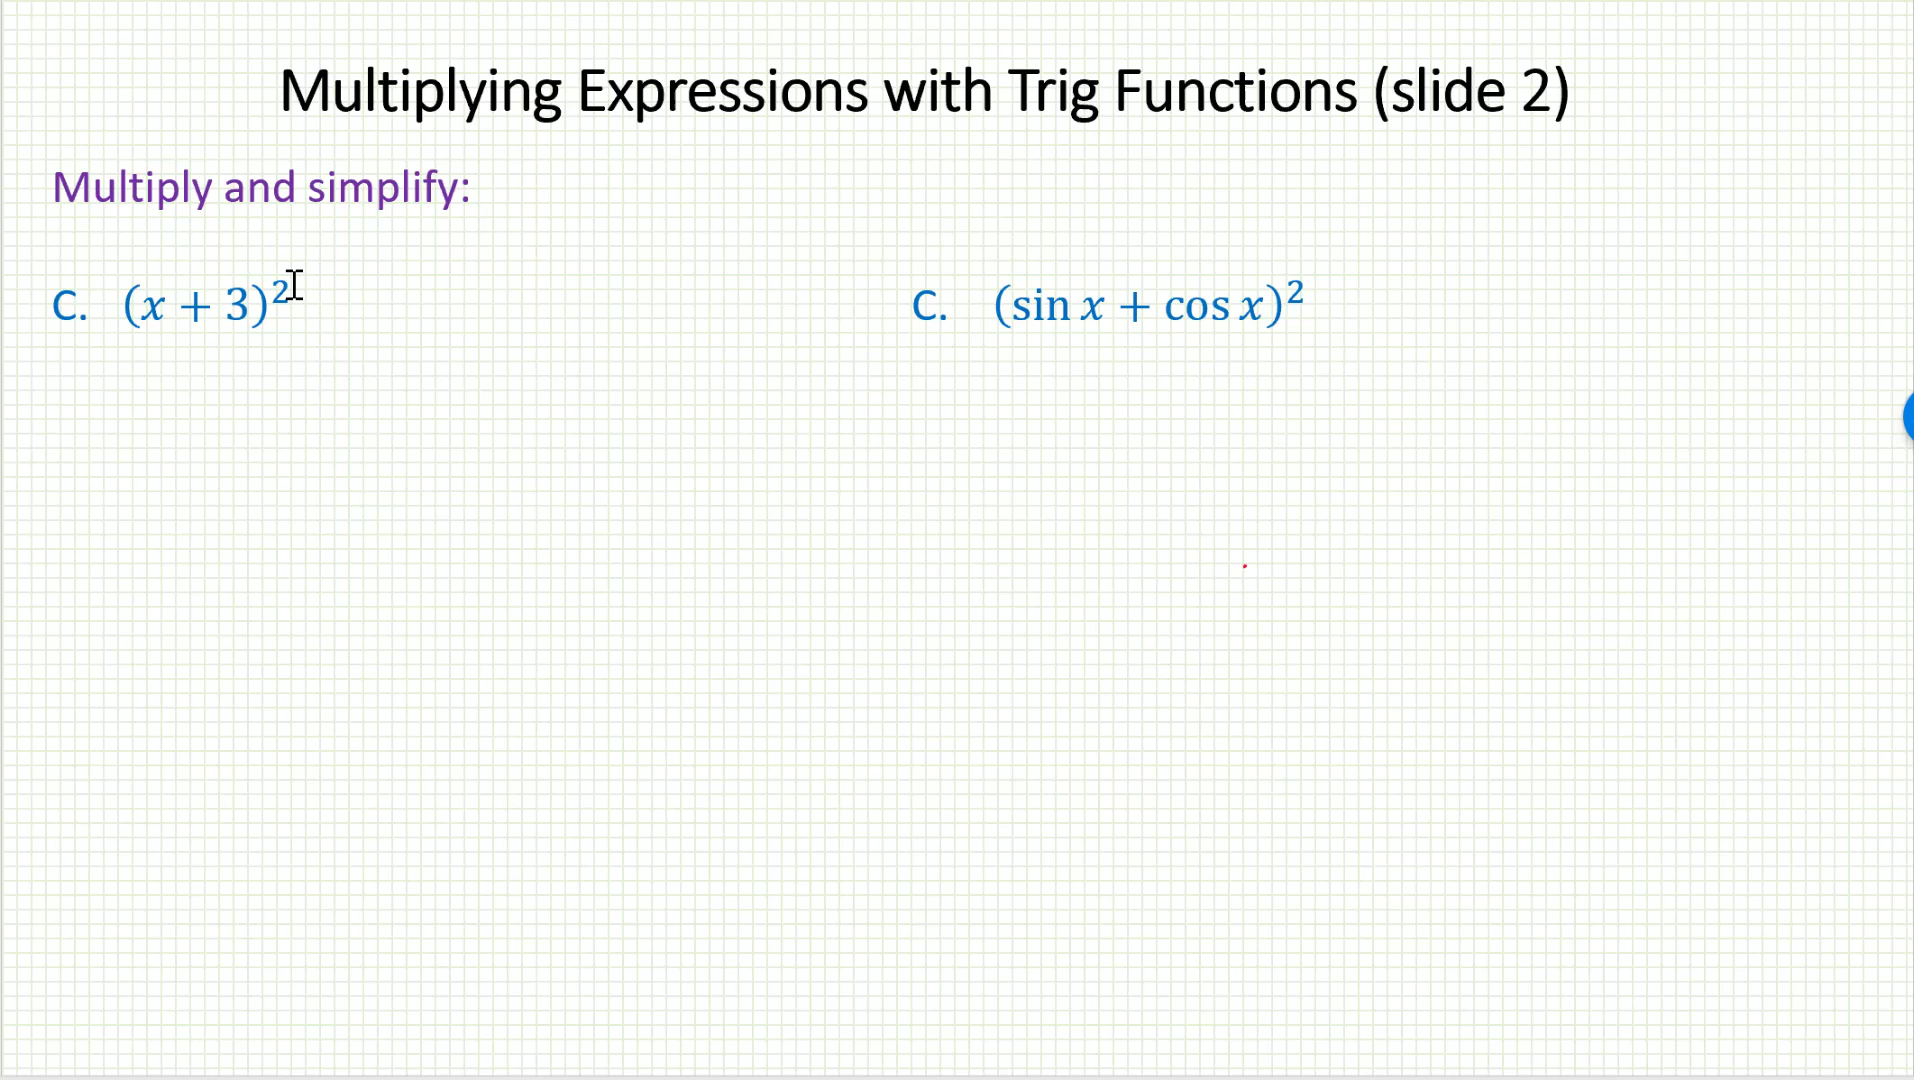 Multiplying Expressions with Trig Functions (slide 2)
Multiply and simplify:
C. (x + 3)²
C. (sin x + cos x)²